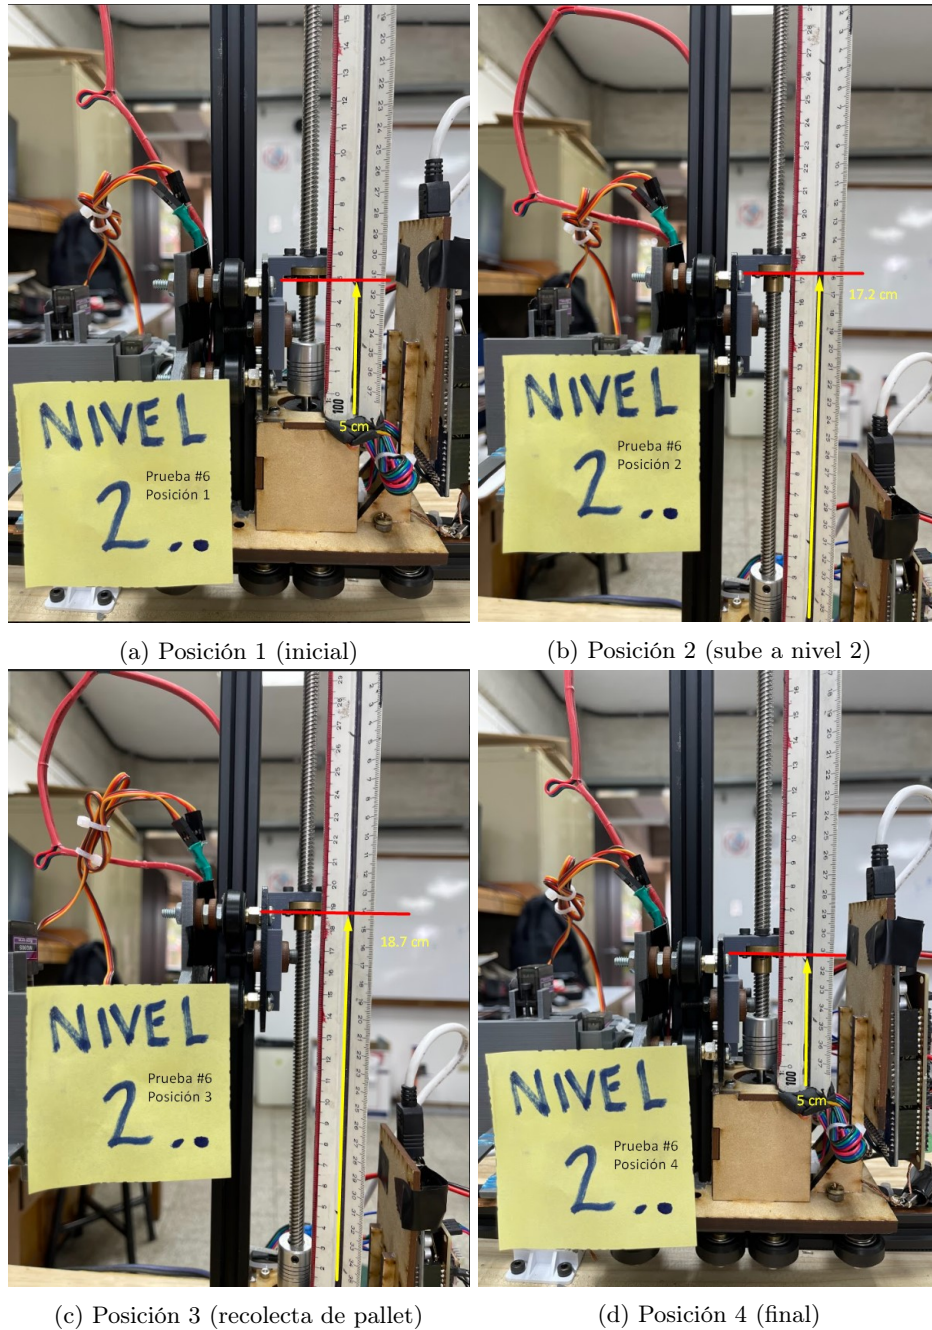 NIVEL
Prueba #6
Posición 1
2..
5 cm
100
NIVEL
Prueba #6
Posición 2
2..
17.2 cm
(a) Posición 1 (inicial)
(b) Posición 2 (sube a nivel 2)
NIVEL
Prueba #6
Posición 3
2..
18.7 cm
NIVEL
Prueba #6
Posición 4
2..
5 cm
100
(c) Posición 3 (recolecta de pallet)
(d) Posición 4 (final)